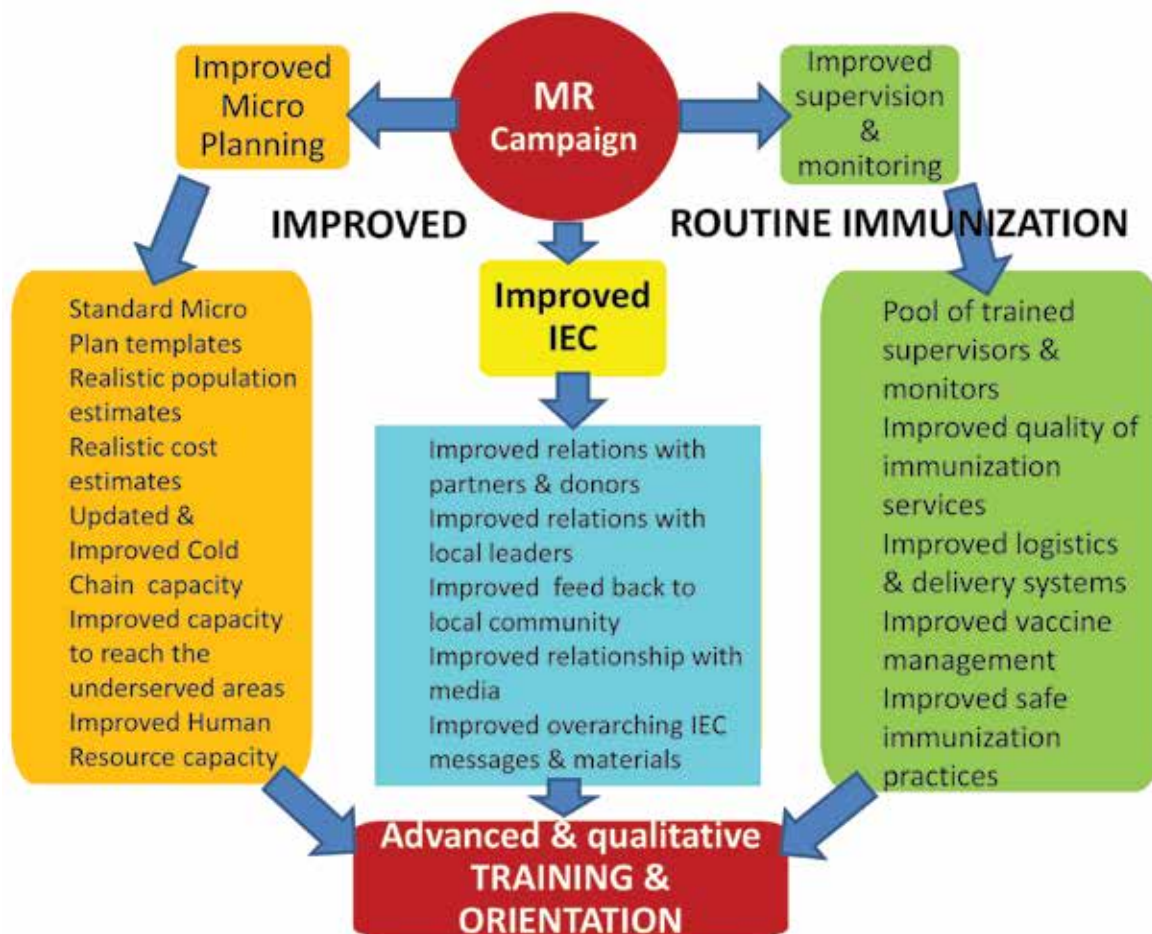 Improved
Micro
Planning
MR
Campaign
Improved
supervision
&
monitoring
IMPROVED
ROUTINE IMMUNIZATION
Standard Micro
Plan templates
Realistic population
estimates
Realistic cost
estimates
Updated &
Improved Cold
Chain capacity
Improved capacity
to reach the
underserved areas
Improved Human
Resource capacity
Improved
IEC
Improved relations with
partners & donors
Improved relations with
local leaders
Improved feed back to
local community
Improved relationship with
media
Improved overarching IEC
messages & materials
Pool of trained
supervisors &
monitors
Improved quality of
immunization
services
Improved logistics
& delivery systems
Improved vaccine
management
Improved safe
immunization
practices
Advanced & qualitative
TRAINING &
ORIENTATION